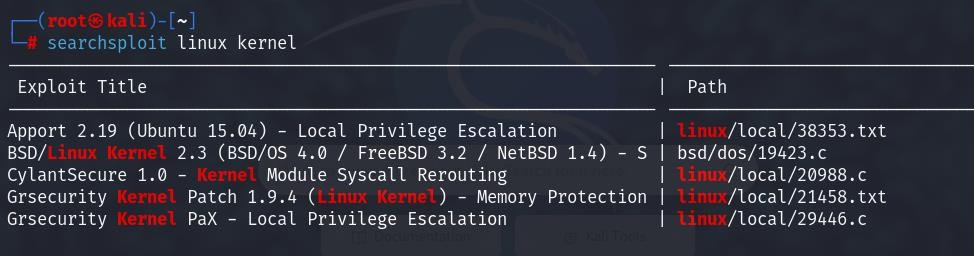 ┌──(root㉿kali)-[~]
└─# searchsploit linux kernel
Exploit Title | Path
Apport 2.19 (Ubuntu 15.04) - Local Privilege Escalation | linux/local/38353.txt
BSD/Linux Kernel 2.3 (BSD/OS 4.0 / FreeBSD 3.2 / NetBSD 1.4) - S | bsd/dos/19423.c
CylantSecure 1.0 - Kernel Module Syscall Rerouting | linux/local/20988.c
Grsecurity Kernel Patch 1.9.4 (Linux Kernel) - Memory Protection | linux/local/21458.txt
Grsecurity Kernel PaX - Local Privilege Escalation | linux/local/29446.c
Documentation Kali Tools